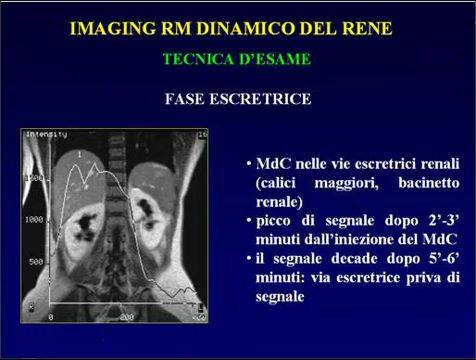 IMAGING RM DINAMICO DEL RENE
TECNICA D'ESAME
FASE ESCRETRICE
Intensity
16
1
1000
500
0
200
• MdC nelle vie escretrici renali
(calici maggiori, bacinetto
renale)
• picco di segnale dopo 2'-3'
minuti dall'iniezione del MdC
• il segnale decade dopo 5'-6'
minuti: via escretrice priva di
segnale